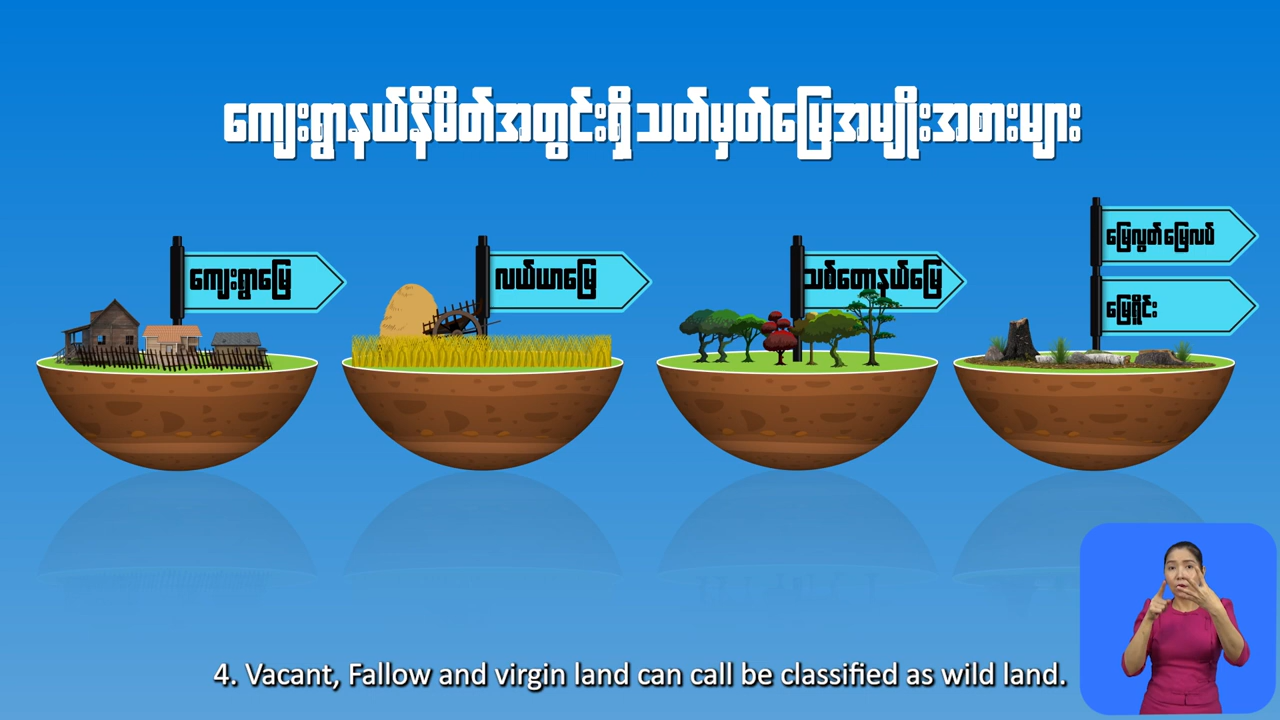 ကျေးရွာနယ်နိမိတ်အတွင်းရှိ သတ်မှတ်မြေအမျိုးအစားများ
ကျေးရွာမြေ
လယ်ယာမြေ
သစ်တောနယ်မြေ
မြေလွတ် မြေလပ်
မြေရိုင်း
4. Vacant, Fallow and virgin land can call be classified as wild land.